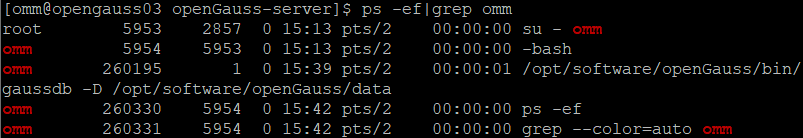 [omm@opengauss03 openGauss-server]$ ps -ef|grep omm
root 5953 2857 0 15:13 pts/2 00:00:00 su - omm
omm 5954 5953 0 15:13 pts/2 00:00:00 -bash
omm 260195 1 0 15:39 pts/2 00:00:01 /opt/software/openGauss/bin/
gaussdb -D /opt/software/openGauss/data
omm 260330 5954 0 15:42 pts/2 00:00:00 ps -ef
omm 260331 5954 0 15:42 pts/2 00:00:00 grep --color=auto omm